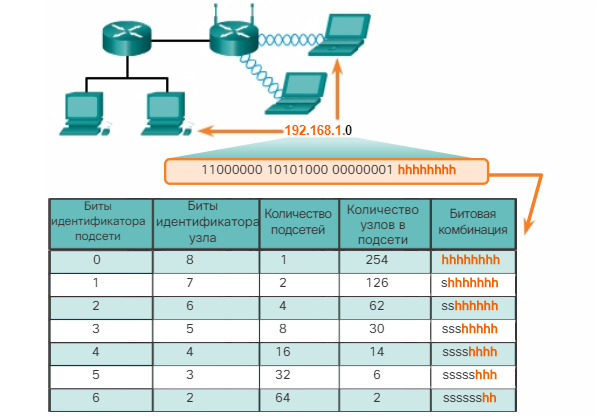 192.168.1.0
11000000 10101000 00000001 hhhhhhhh
Биты идентификатора подсети Биты идентификатора узла Количество подсетей Количество узлов в подсети Битовая комбинация
0 8 1 254 hhhhhhhh
1 7 2 126 shhhhhhh
2 6 4 62 sshhhhhh
3 5 8 30 ssshhhhh
4 4 16 14 sssshhhh
5 3 32 6 ssssshhh
6 2 64 2 sssssshh